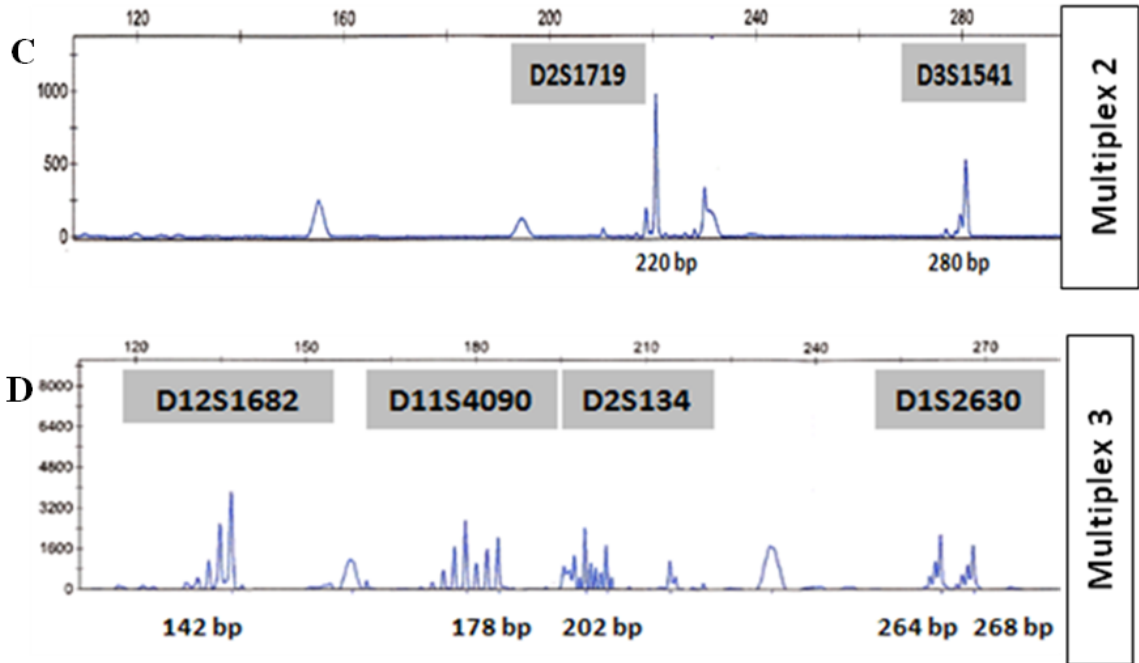 120 160 200 240 280
C
D2S1719 D3S1541
1000
500
0
220 bp 280 bp
Multiplex 2
120 150 180 210 240 270
D
D12S1682 D11S4090 D2S134 D1S2630
8000
6400
4800
3200
1600
0
142 bp 178 bp 202 bp 264 bp 268 bp
Multiplex 3